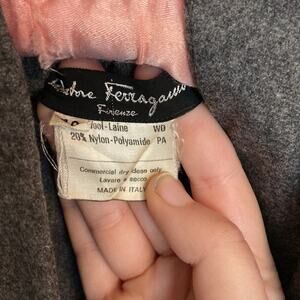 Ferragamo
Firenze
Wool-Laine WO
20% Nylon-Polyamide PA
Commercial dry clean only
Lavare a secco
MADE IN ITALY